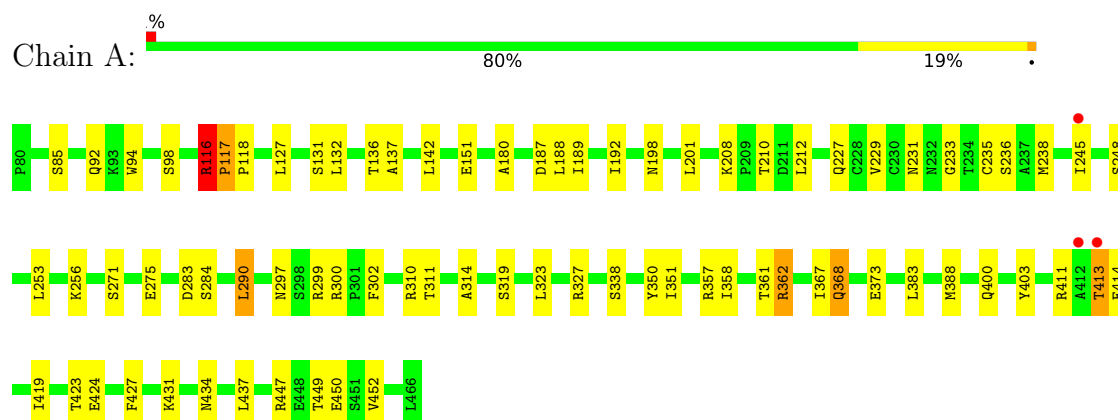 .%
Chain A:
80% 19% •
P80 S85 Q92 K93 W94 S98 R116 P117 P118 L127 S131 L132 T136 A137 L142 E151 A180 D187 L188 I189 I192 N198 L201 K208 P209 T210 D211 L212 Q227 C228 V229 C230 N231 N232 G233 T234 C235 S236 A237 M238 I245 S248
L253 K256 S271 E275 D283 S284 L290 N297 S298 R299 R300 P301 F302 R310 T311 A314 S319 L323 R327 S338 Y350 I351 R357 I358 T361 R362 I367 Q368 E373 L383 M388 Q400 Y403 R411 A412 T413
I419 T423 E424 F427 K431 N434 L437 R447 E448 T449 E450 S451 V452 L466